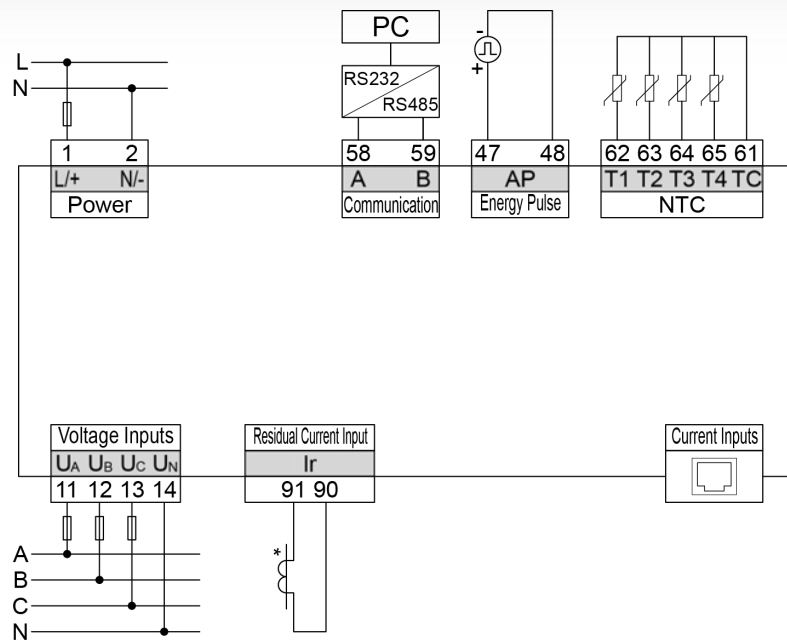 PC
L
N
RS232
RS485
-
+
1 2
L/+ N/-
Power
58 59
A B
Communication
47 48
AP
Energy Pulse
62 63 64 65 61
T1 T2 T3 T4 TC
NTC
Voltage Inputs
UA UB UC UN
11 12 13 14
Residual Current Input
Ir
91 90
Current Inputs
*
A
B
C
N